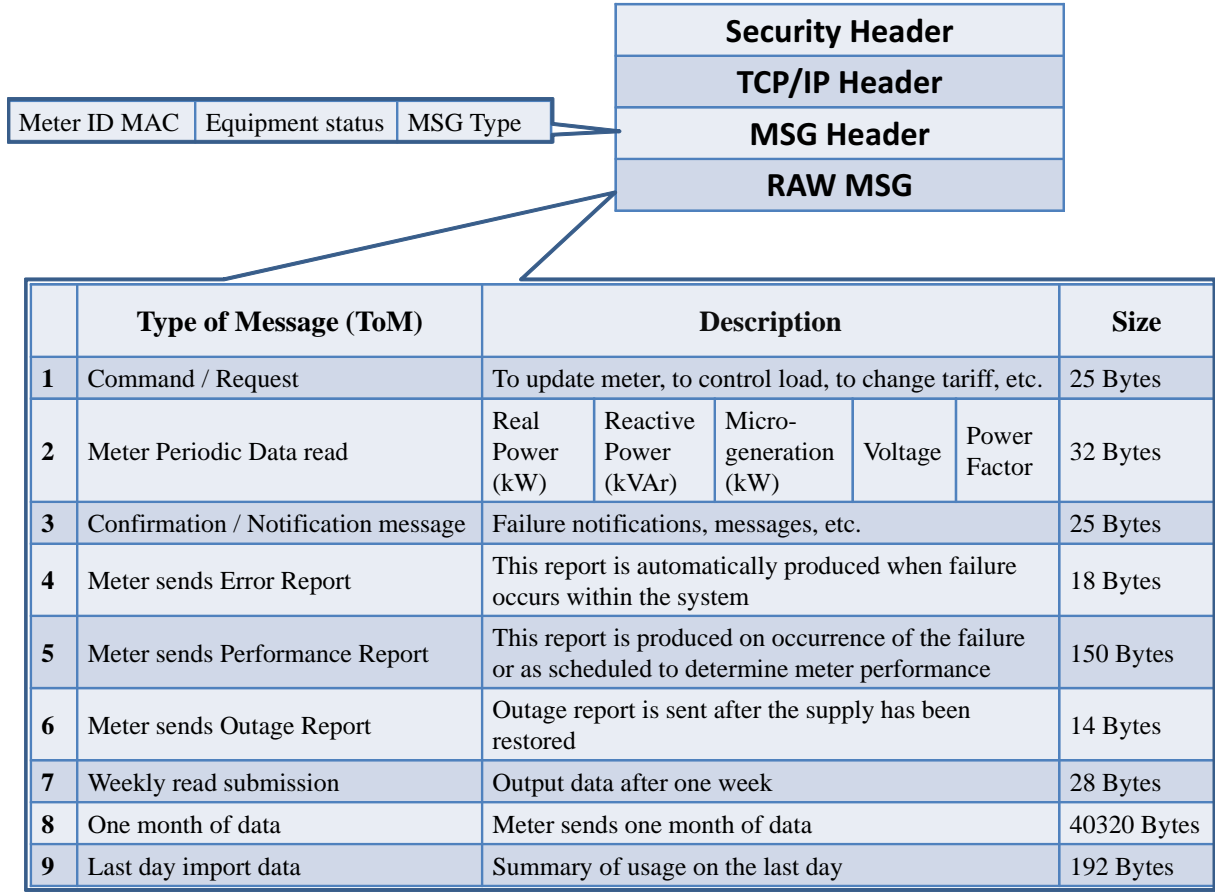 Security Header
TCP/IP Header
Meter ID MAC Equipment status MSG Type
MSG Header
RAW MSG
Type of Message (ToM) Description Size
1 Command / Request To update meter, to control load, to change tariff, etc. 25 Bytes
2 Meter Periodic Data read Real Power (kW) Reactive Power (kVAr) Micro-generation (kW) Voltage Power Factor 32 Bytes
3 Confirmation / Notification message Failure notifications, messages, etc. 25 Bytes
4 Meter sends Error Report This report is automatically produced when failure
occurs within the system 18 Bytes
5 Meter sends Performance Report This report is produced on occurrence of the failure
or as scheduled to determine meter performance 150 Bytes
6 Meter sends Outage Report Outage report is sent after the supply has been
restored 14 Bytes
7 Weekly read submission Output data after one week 28 Bytes
8 One month of data Meter sends one month of data 40320 Bytes
9 Last day import data Summary of usage on the last day 192 Bytes